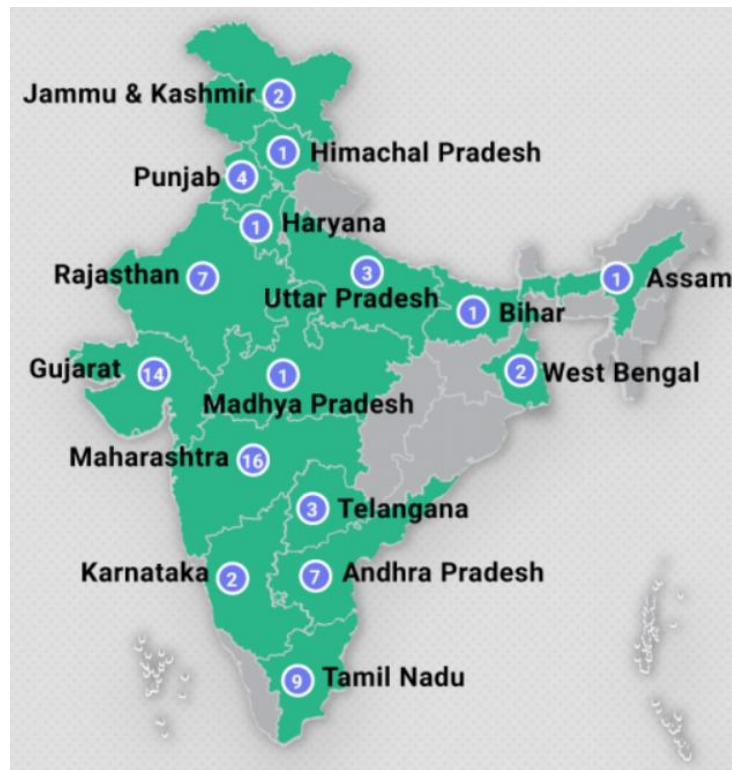 Jammu & Kashmir 2
1 Himachal Pradesh
Punjab 4
1 Haryana
Rajasthan 7
3
Uttar Pradesh
1 Assam
1 Bihar
Gujarat 14
1
Madhya Pradesh
2 West Bengal
Maharashtra 16
3 Telangana
Karnataka 2
7 Andhra Pradesh
9 Tamil Nadu